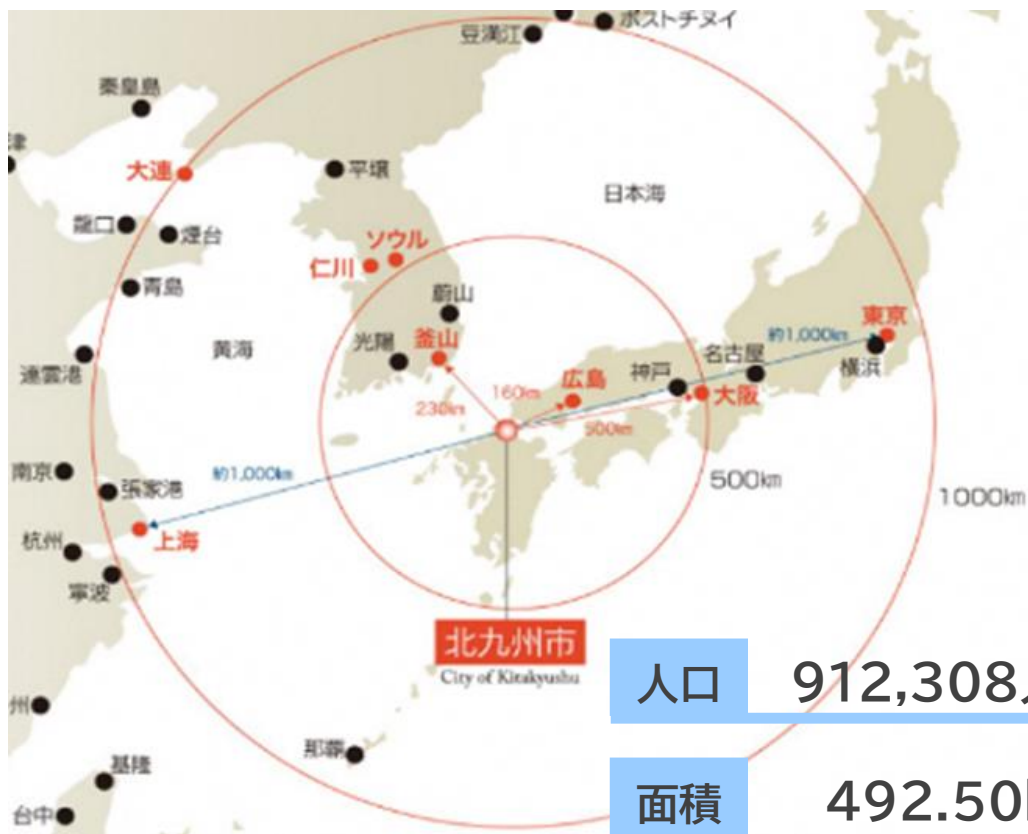 豆満江
ポストチヌイ
秦皇島
津
大連
平壌
日本海
龍口
煙台
ソウル
仁川
青島
蔚山
東京
約1,000km
黄海
光陽
釜山
名古屋
横浜
連雲港
神戸
広島
160km
大阪
230km
500km
南京
約1,000km
500km
張家港
1000km
上海
杭州
寧波
北九州市
City of Kitakyushu
人口 912,308人
州
那覇
基隆
面積 492.50
台中